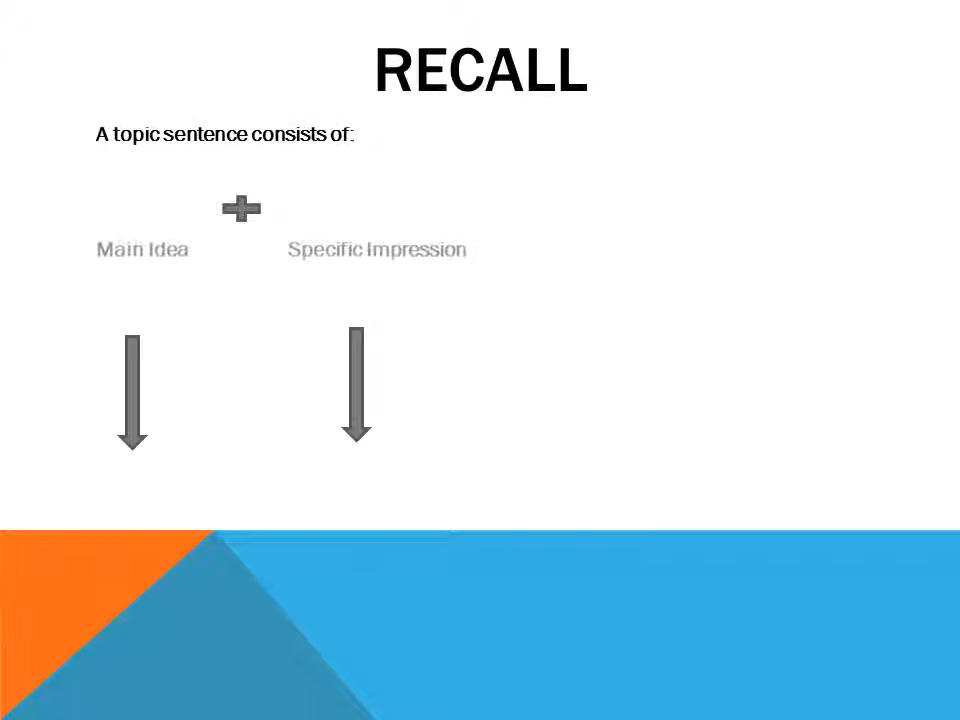 RECALL
A topic sentence consists of:
Main Idea Specific Impression